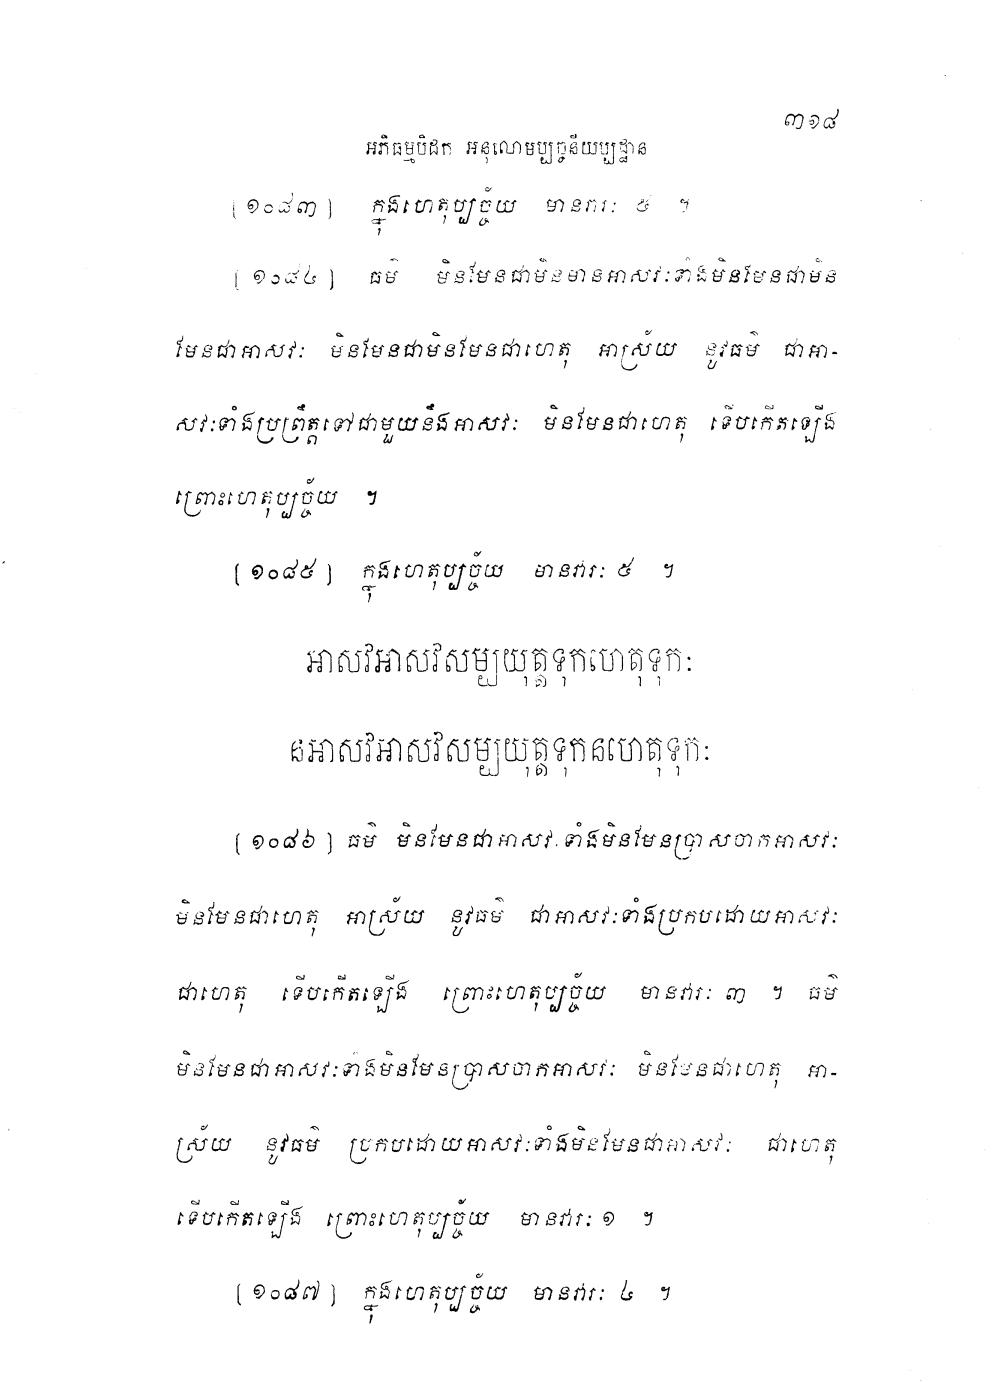 ៣១៨
អភិធម្មបិដក អនុលោមប្បច្ចនីយប្បដ្ឋាន
[១០៨៣] ក្នុងហេតុប្បច្ច័យ មានវារៈ ៥ ។
[១០៨៤] ធម៌ មិនមែនជាមិនមានអាសវៈទាំងមិនមែនជាមិន
មែនជាអាសវៈ មិនមែនជាមិនមែនជាហេតុ អាស្រ័យ នូវធម៌ ជាអា-
សវៈទាំងប្រព្រឹត្តទៅជាមួយនឹងអាសវៈ មិនមែនជាហេតុ ទើបកើតឡើង
ព្រោះហេតុប្បច្ច័យ ។
[១០៨៥] ក្នុងហេតុប្បច្ច័យ មានវារៈ ៥ ។
អាសវអាសវសម្បយុត្តទុកហេតុទុកៈ
នអាសវអាសវសម្បយុត្តទុកនហេតុទុកៈ
[១០៨៦] ធម៌ មិនមែនជាអាសវៈទាំងមិនមែនប្រាសចាកអាសវៈ
មិនមែនជាហេតុ អាស្រ័យ នូវធម៌ ជាអាសវៈទាំងប្រកបដោយអាសវៈ
ជាហេតុ ទើបកើតឡើង ព្រោះហេតុប្បច្ច័យ មានវារៈ ៣ ។ ធម៌
មិនមែនជាអាសវៈទាំងមិនមែនប្រាសចាកអាសវៈ មិនមែនជាហេតុ អា-
ស្រ័យ នូវធម៌ ប្រកបដោយអាសវៈទាំងមិនមែនជាអាសវៈ ជាហេតុ
ទើបកើតឡើង ព្រោះហេតុប្បច្ច័យ មានវារៈ ១ ។
[១០៨៧] ក្នុងហេតុប្បច្ច័យ មានវារៈ ៤ ។